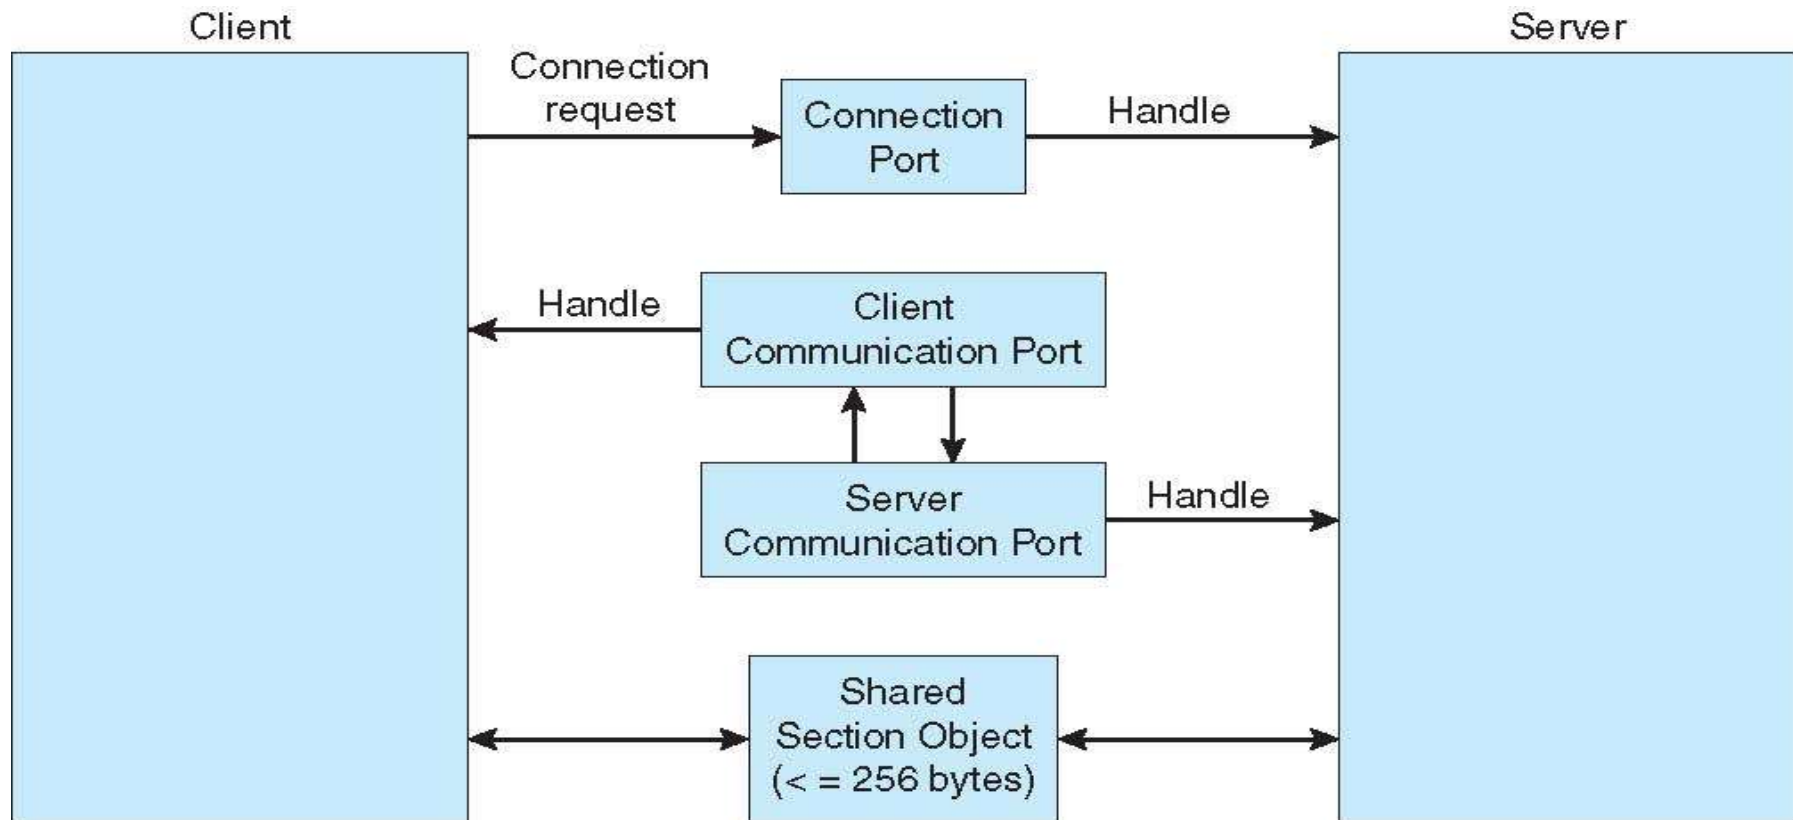 Client
Server
Connection
request
Connection
Port
Handle
Handle
Client
Communication Port
Server
Communication Port
Handle
Shared
Section Object
(< = 256 bytes)